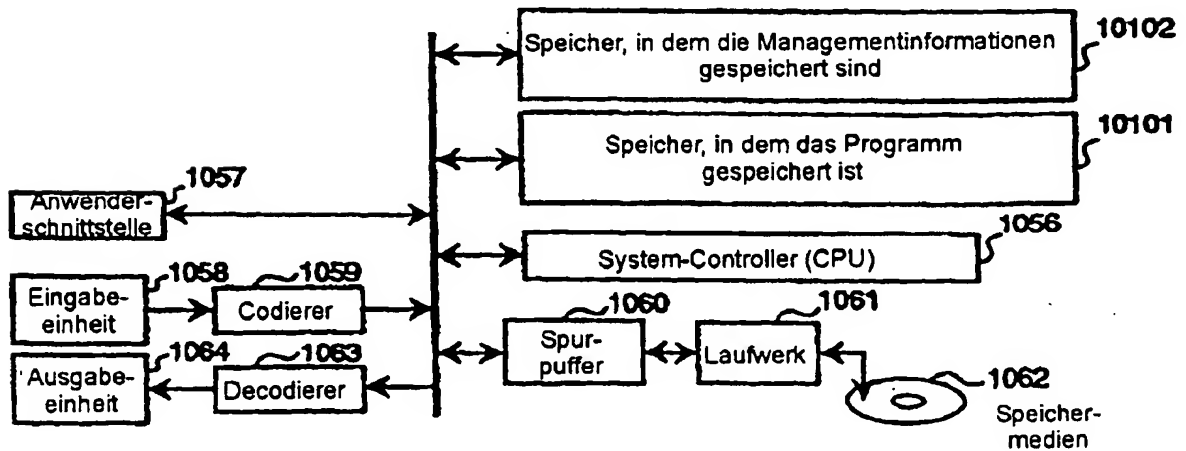 10102
Speicher, in dem die Managementinformationen
gespeichert sind
10101
Speicher, in dem das Programm
gespeichert ist
1057
Anwender-
schnittstelle
1056
System-Controller (CPU)
1058
Eingabe-
einheit
1059
Codierer
1060
Spur-
puffer
1061
Laufwerk
1064
Ausgabe-
einheit
1063
Decodierer
1062
Speicher-
medien